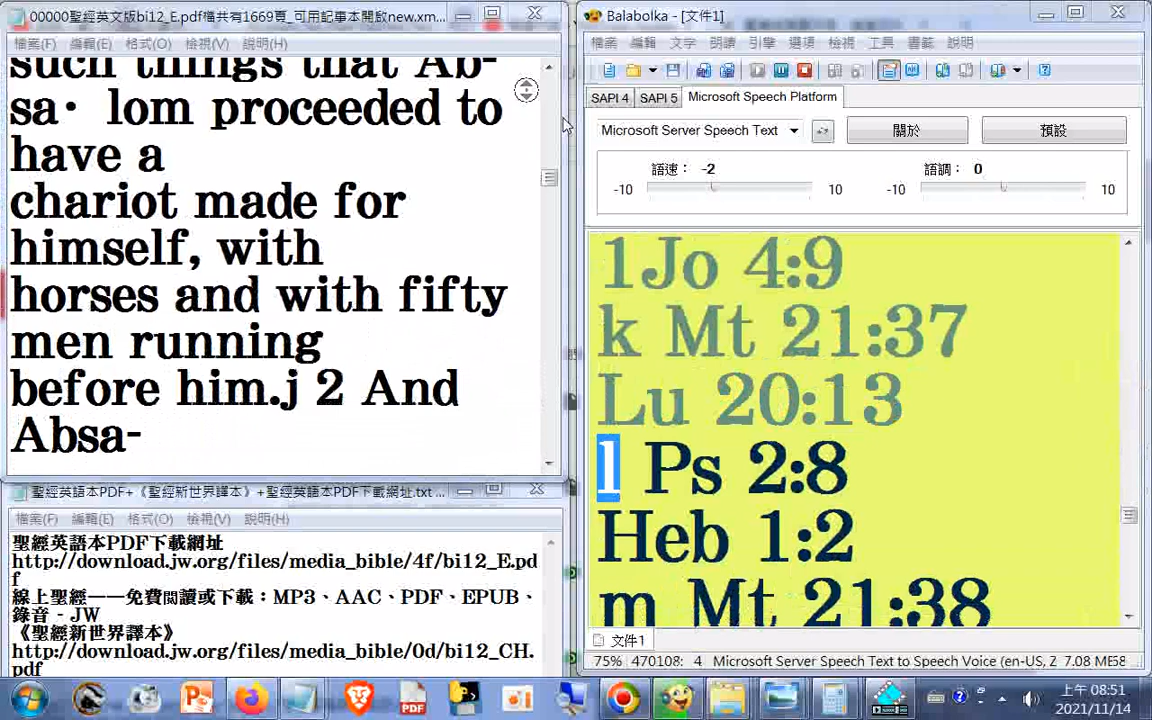 00000聖經英文版bi12_E.pdf檔共有1669頁_可用記事本開啟new.xm...
檔案(F) 編輯(E) 格式(O) 檢視(V) 說明(H)
such things that Ab-
sa· lom proceeded to
have a
chariot made for
himself, with
horses and with fifty
men running
before him.j 2 And
Absa-
聖經英語本PDF+《聖經新世界譯本》+聖經英語本PDF下載網址.txt ...
檔案(F) 編輯(E) 格式(O) 檢視(V) 說明(H)
聖經英語本PDF下載網址
http://download.jw.org/files/media_bible/4f/bi12_E.pd
f
線上聖經——免費閱讀或下載：MP3、AAC、PDF、EPUB、
錄音 - JW
《聖經新世界譯本》
http://download.jw.org/files/media_bible/0d/bi12_CH.
pdf
Balabolka - [文件1]
檔案 編輯 文字 朗讀 引擎 選項 檢視 工具 書籤 說明
SAPI 4 SAPI 5 Microsoft Speech Platform
Microsoft Server Speech Text 關於 預設
語速： -2 語調： 0
-10 10 -10 10
1Jo 4:9
k Mt 21:37
Lu 20:13
l Ps 2:8
Heb 1:2
m Mt 21:38
文件1
75% 470108: 4 Microsoft Server Speech Text to Speech Voice (en-US, Z 7.08 ME58
上午 08:51
2021/11/14